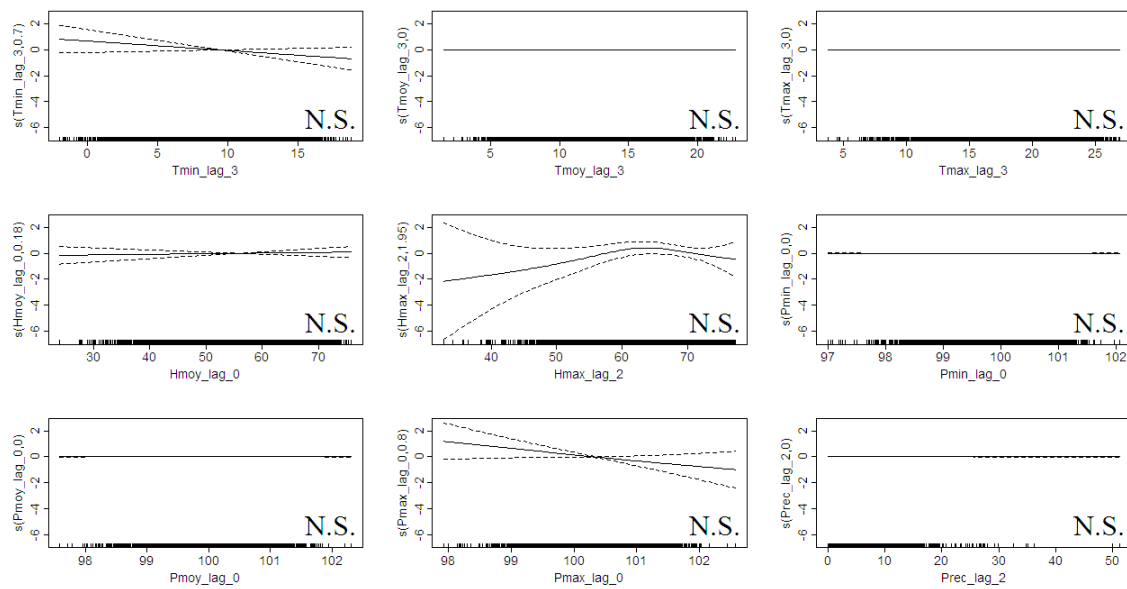 s(Tmin_lag_3,0.7)
2
0
-2
-4
-6
N.S.
0 5 10 15
Tmin_lag_3
s(Tmoy_lag_3,0)
2
0
-2
-4
-6
N.S.
5 10 15 20
Tmoy_lag_3
s(Tmax_lag_3,0)
2
0
-2
-4
-6
N.S.
5 10 15 20 25
Tmax_lag_3
s(Hmoy_lag_0,0.18)
2
0
-2
-4
-6
N.S.
30 40 50 60 70
Hmoy_lag_0
s(Hmax_lag_2,1.95)
2
0
-2
-4
-6
N.S.
40 50 60 70
Hmax_lag_2
s(Pmin_lag_0,0)
2
0
-2
-4
-6
N.S.
97 98 99 100 101 102
Pmin_lag_0
s(Pmoy_lag_0,0)
2
0
-2
-4
-6
N.S.
98 99 100 101 102
Pmoy_lag_0
s(Pmax_lag_0,0.8)
2
0
-2
-4
-6
N.S.
98 99 100 101 102
Pmax_lag_0
s(Prec_lag_2,0)
2
0
-2
-4
-6
N.S.
0 10 20 30 40 50
Prec_lag_2